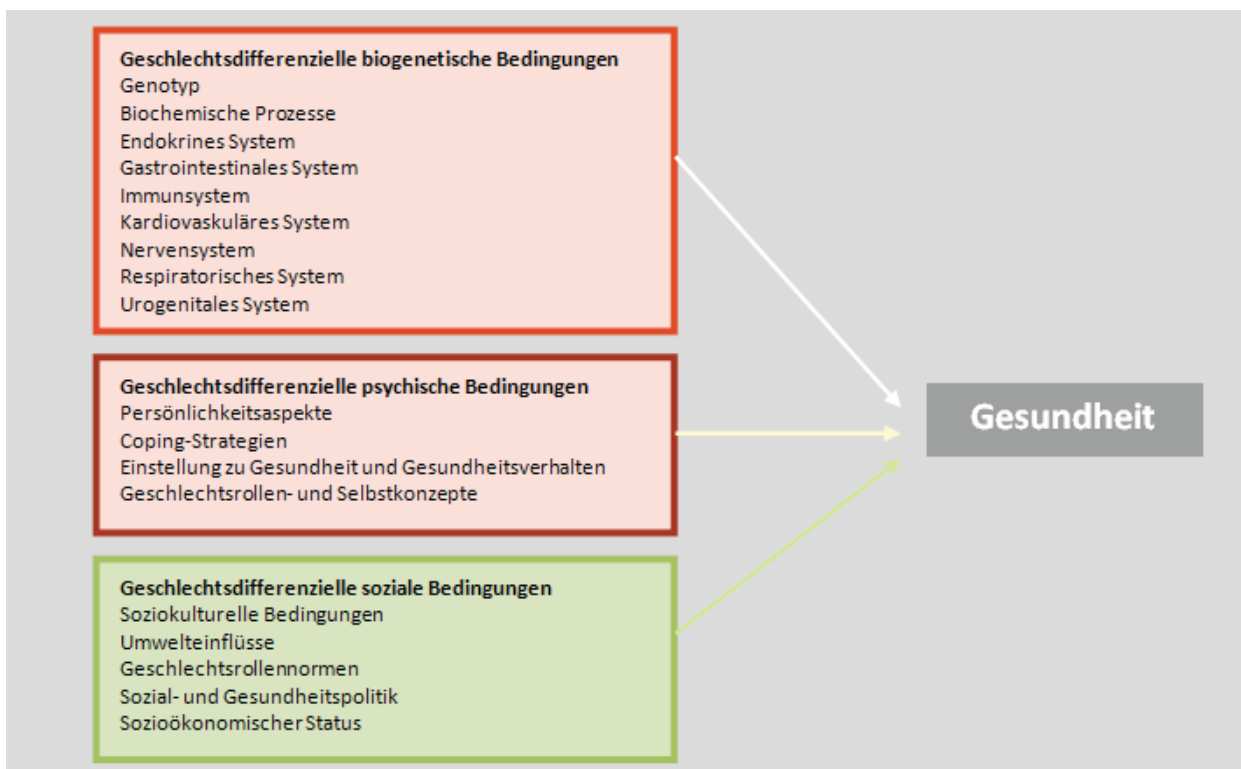 Geschlechtsdifferenzielle biogenetische Bedingungen
Genotyp
Biochemische Prozesse
Endokrines System
Gastrointestinales System
Immunsystem
Kardiovaskuläres System
Nervensystem
Respiratorisches System
Urogenitales System
Geschlechtsdifferenzielle psychische Bedingungen
Persönlichkeitsaspekte
Coping-Strategien
Einstellung zu Gesundheit und Gesundheitsverhalten
Geschlechtsrollen- und Selbstkonzepte
Gesundheit
Geschlechtsdifferenzielle soziale Bedingungen
Soziokulturelle Bedingungen
Umwelteinflüsse
Geschlechtsrollennormen
Sozial- und Gesundheitspolitik
Sozioökonomischer Status